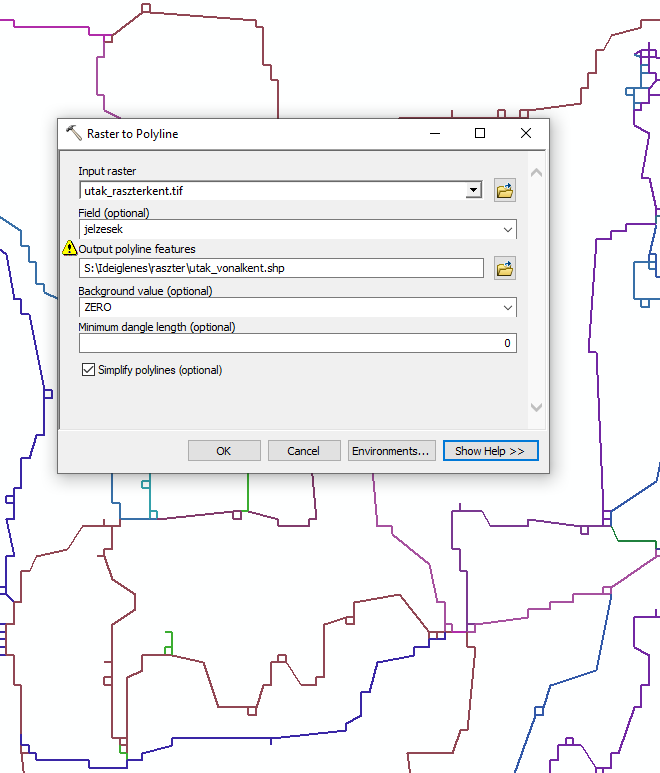 Raster to Polyline
Input raster
utak_raszterkent.tif
Field (optional)
jelzesek
Output polyline features
S:\Ideiglenes\raszter\utak_vonalkent.shp
Background value (optional)
ZERO
Minimum dangle length (optional)
0
Simplify polylines (optional)
OK Cancel Environments... Show Help >>